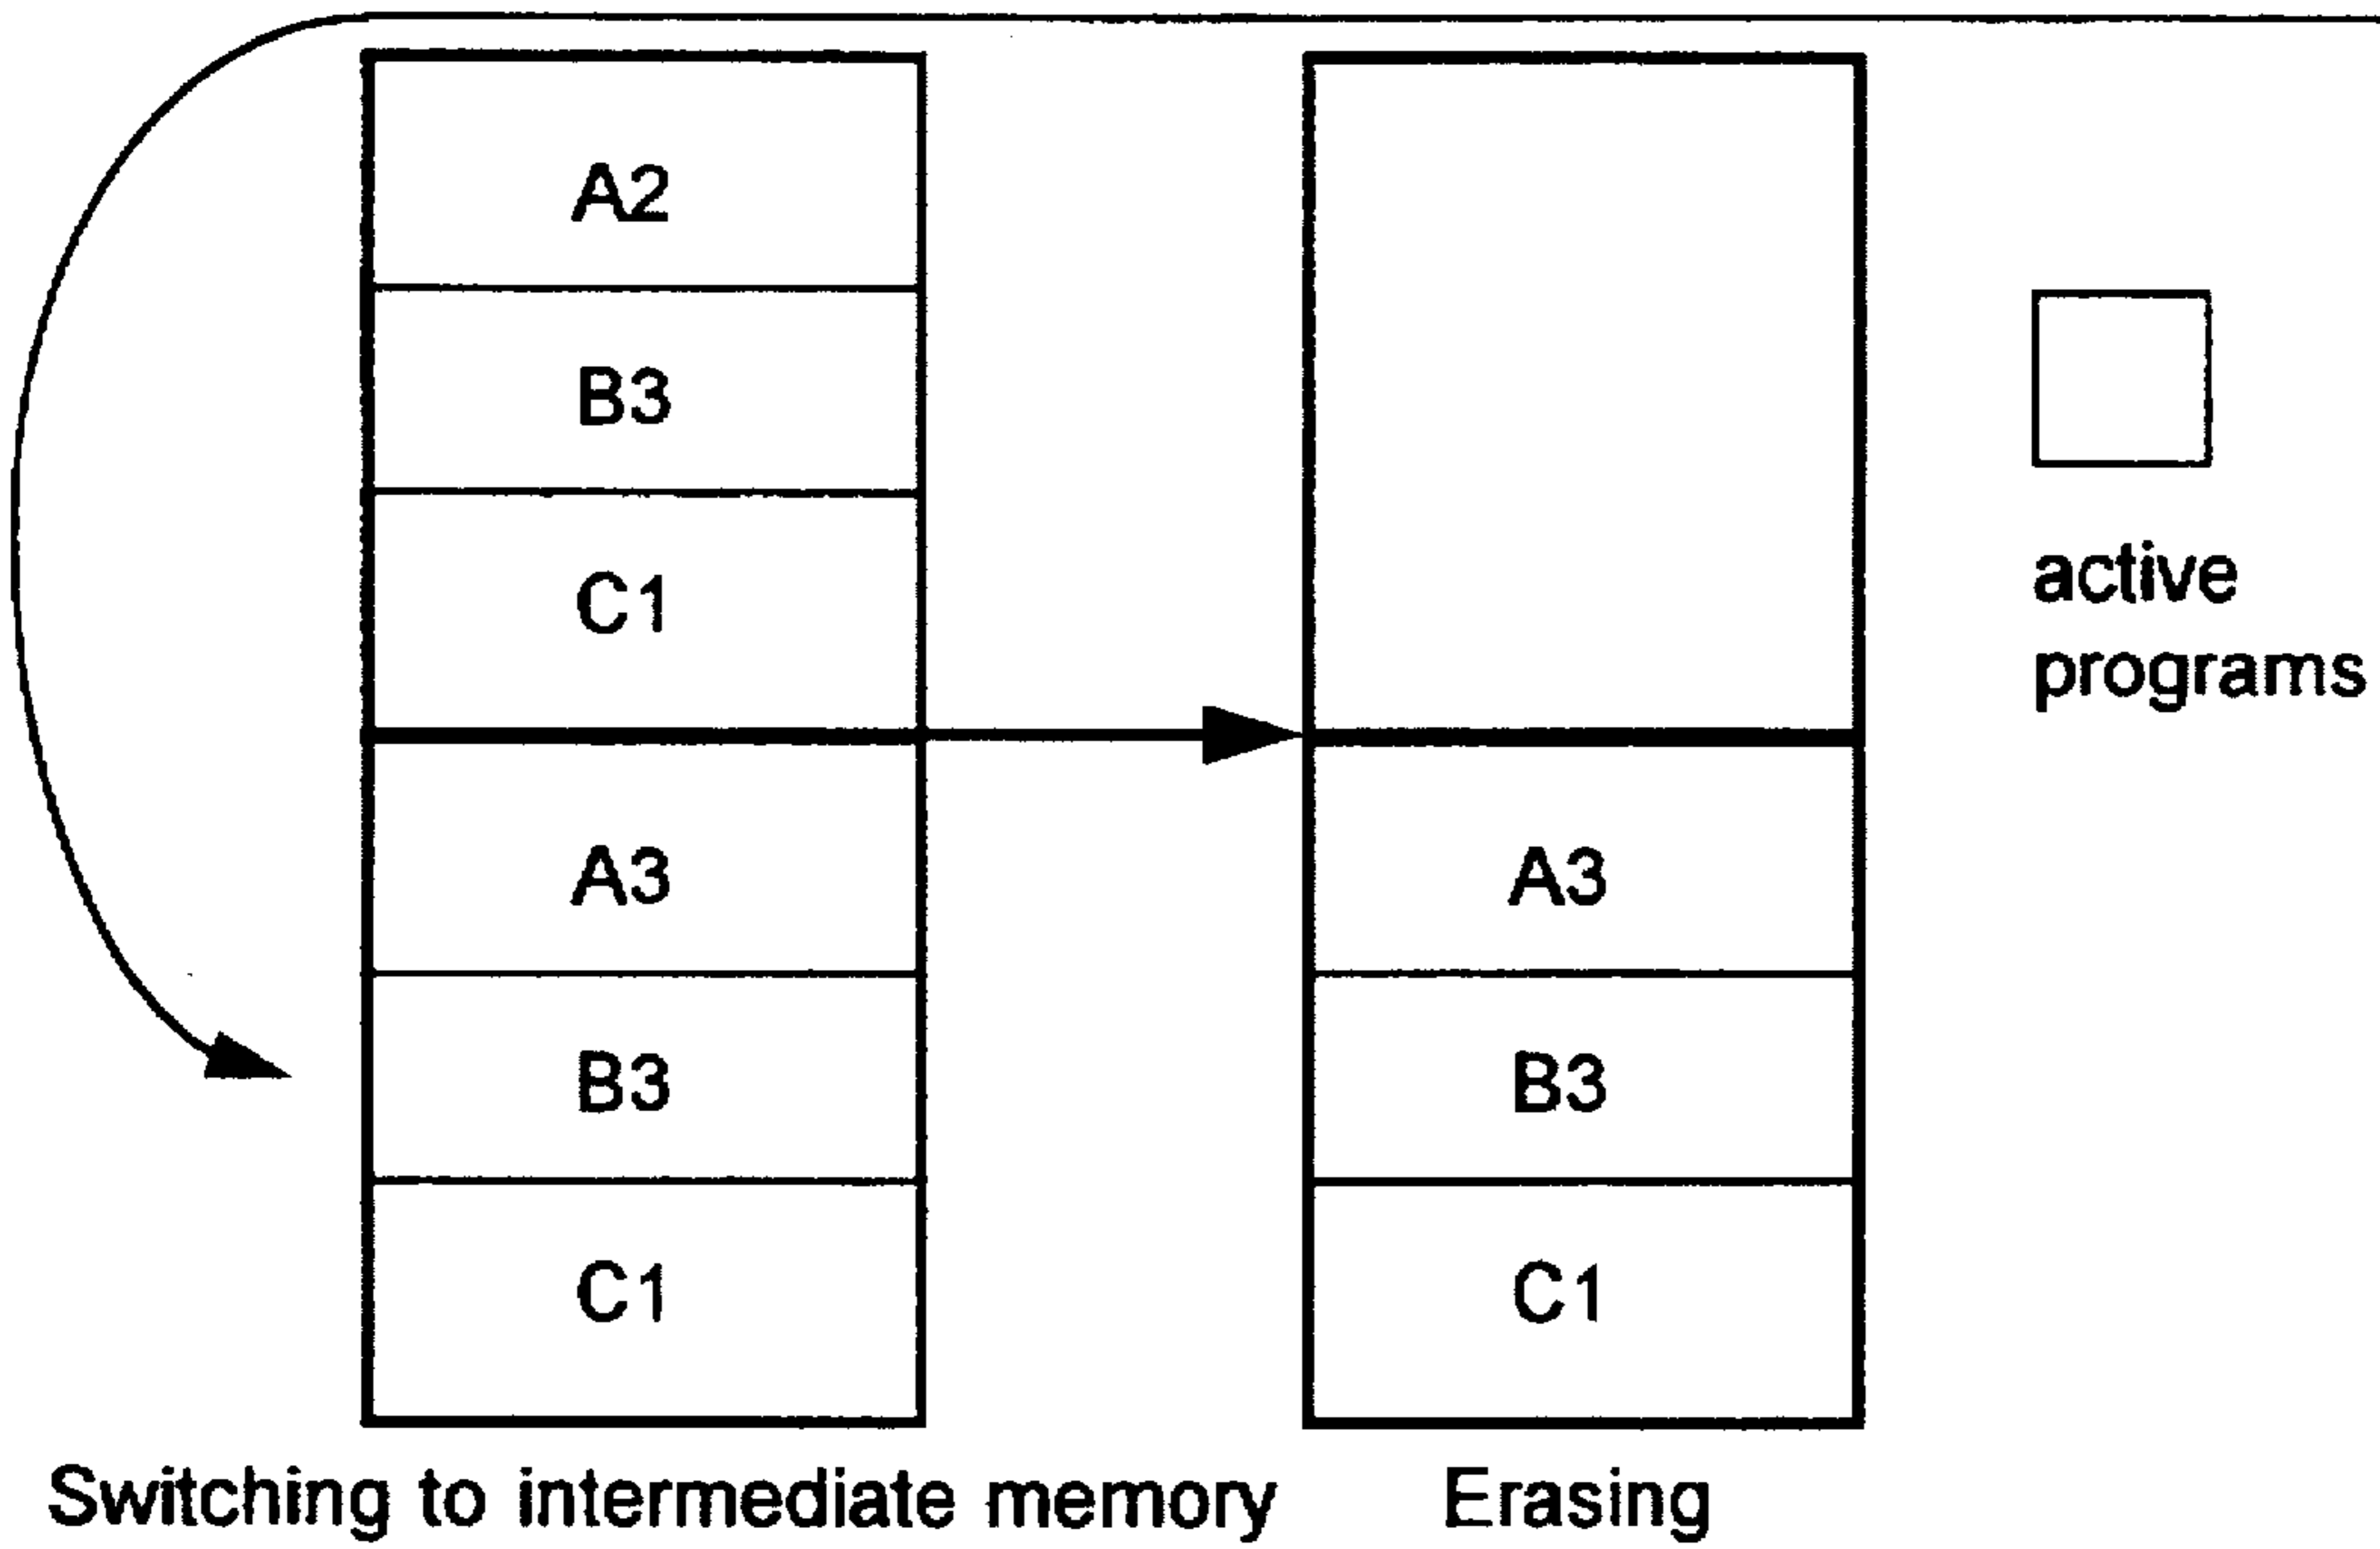 A2
B3
C1
A3
B3
C1
Switching to intermediate memory
A3
B3
C1
Erasing
active
programs